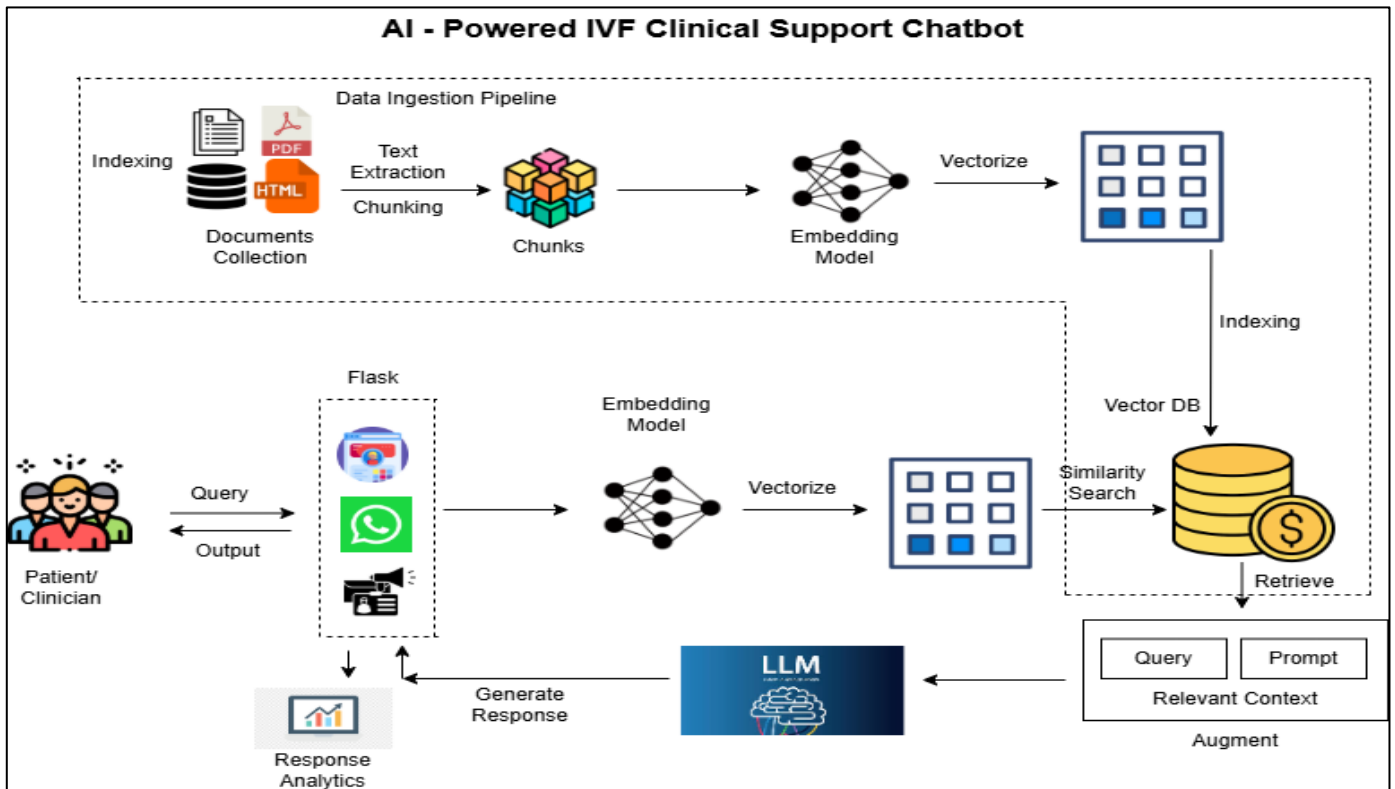 AI - Powered IVF Clinical Support Chatbot
Data Ingestion Pipeline
Indexing
PDF
HTML
Documents
Collection
Text
Extraction
Chunking
Chunks
Embedding
Model
Vectorize
Indexing
Vector DB
Flask
Patient/
Clinician
Query
Output
Embedding
Model
Vectorize
Similarity
Search
$
Retrieve
Query
Prompt
Relevant Context
Augment
LLM
Generate
Response
Response
Analytics